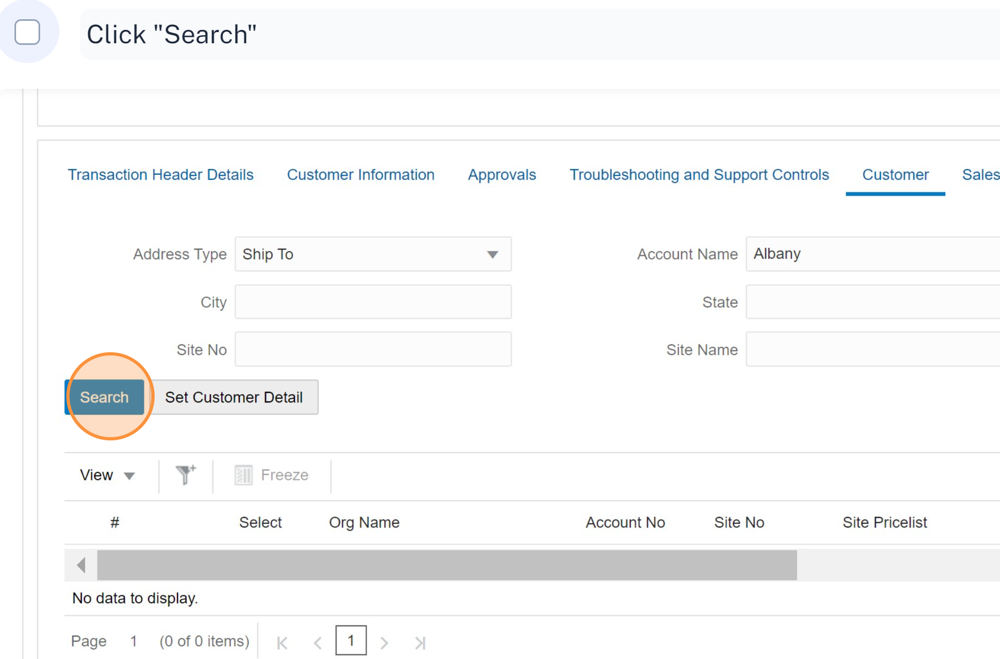 Click "Search"
Transaction Header Details Customer Information Approvals Troubleshooting and Support Controls Customer Sales
Address Type Ship To Account Name Albany
City State
Site No Site Name
Search Set Customer Detail
View Freeze
# Select Org Name Account No Site No Site Pricelist
No data to display.
Page 1 (0 of 0 items) 1